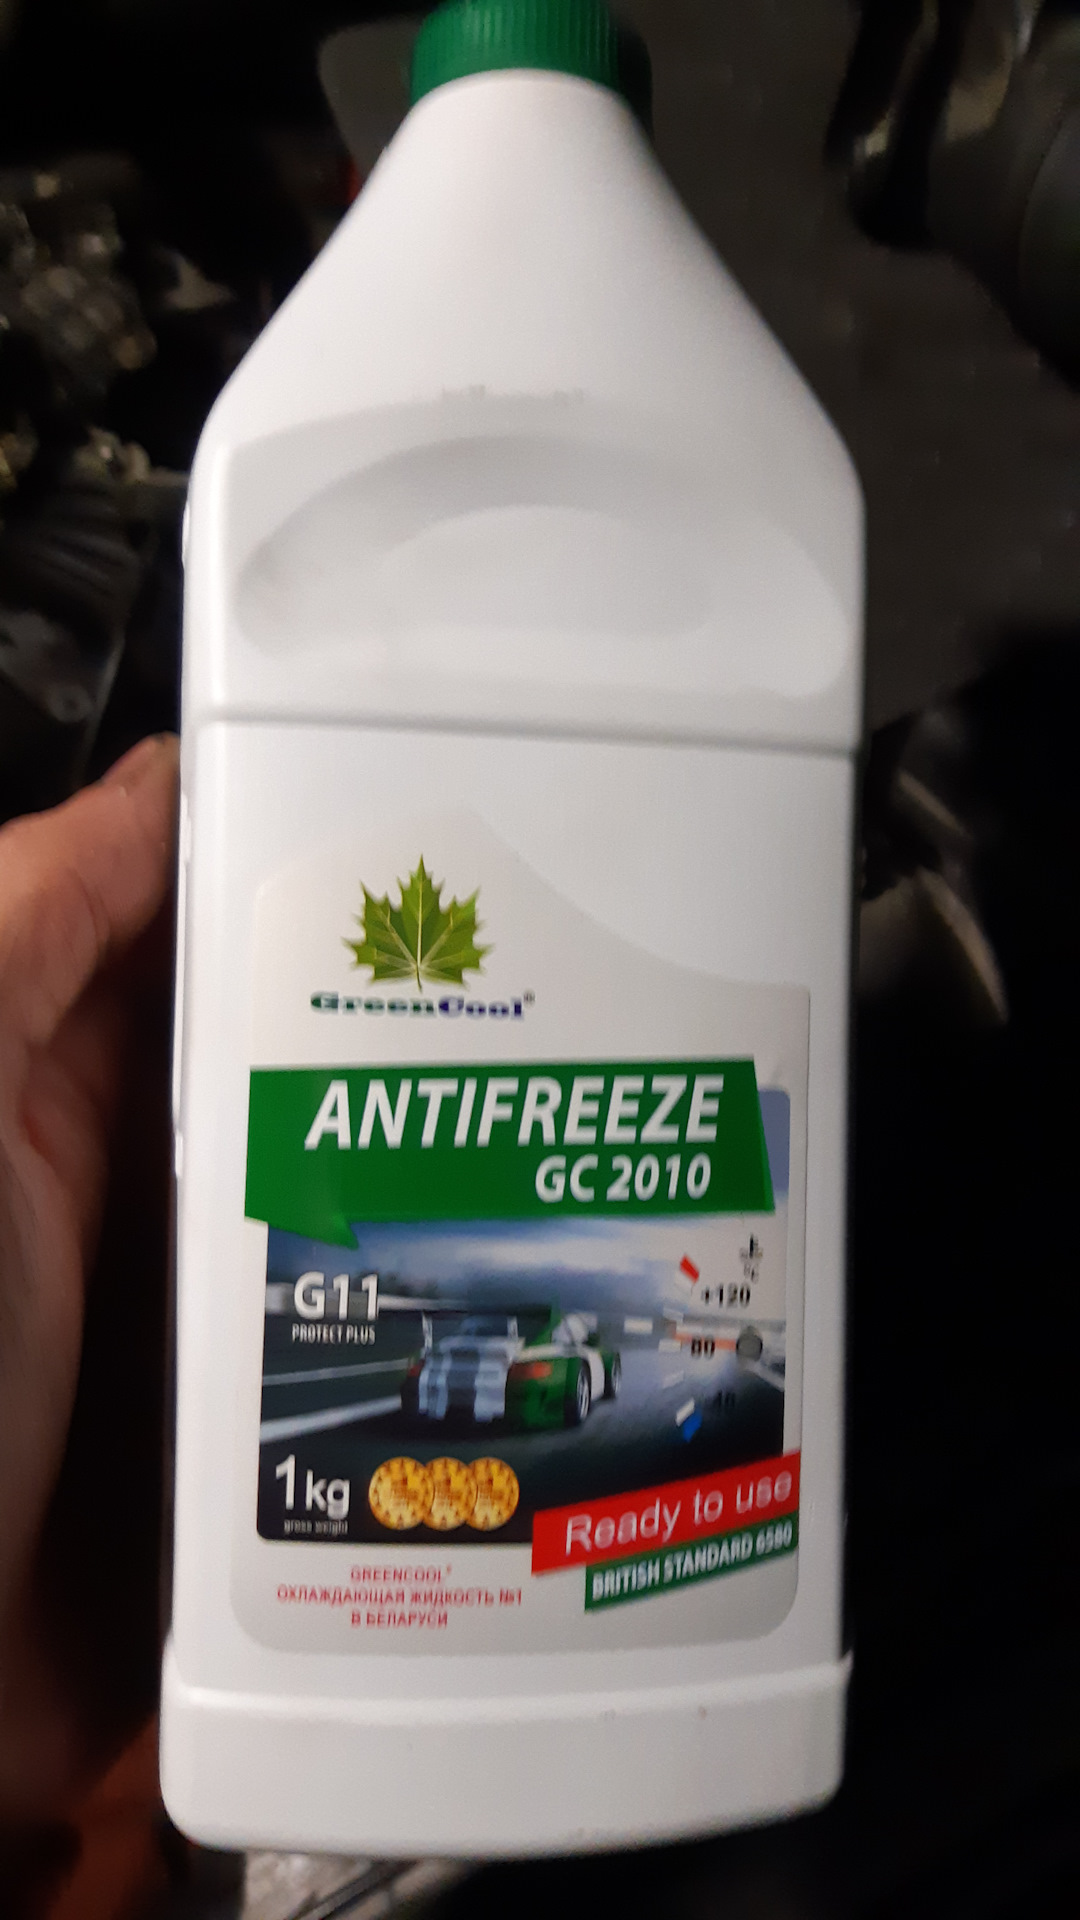 GreenCool®
ANTIFREEZE
GC 2010
G11
PROTECT PLUS
°C
+120
80
1kg
gross weight
Ready to use
BRITISH STANDARD 6580
GREENCOOL®
ОХЛАЖДАЮЩАЯ ЖИДКОСТЬ №1
В БЕЛАРУСИ